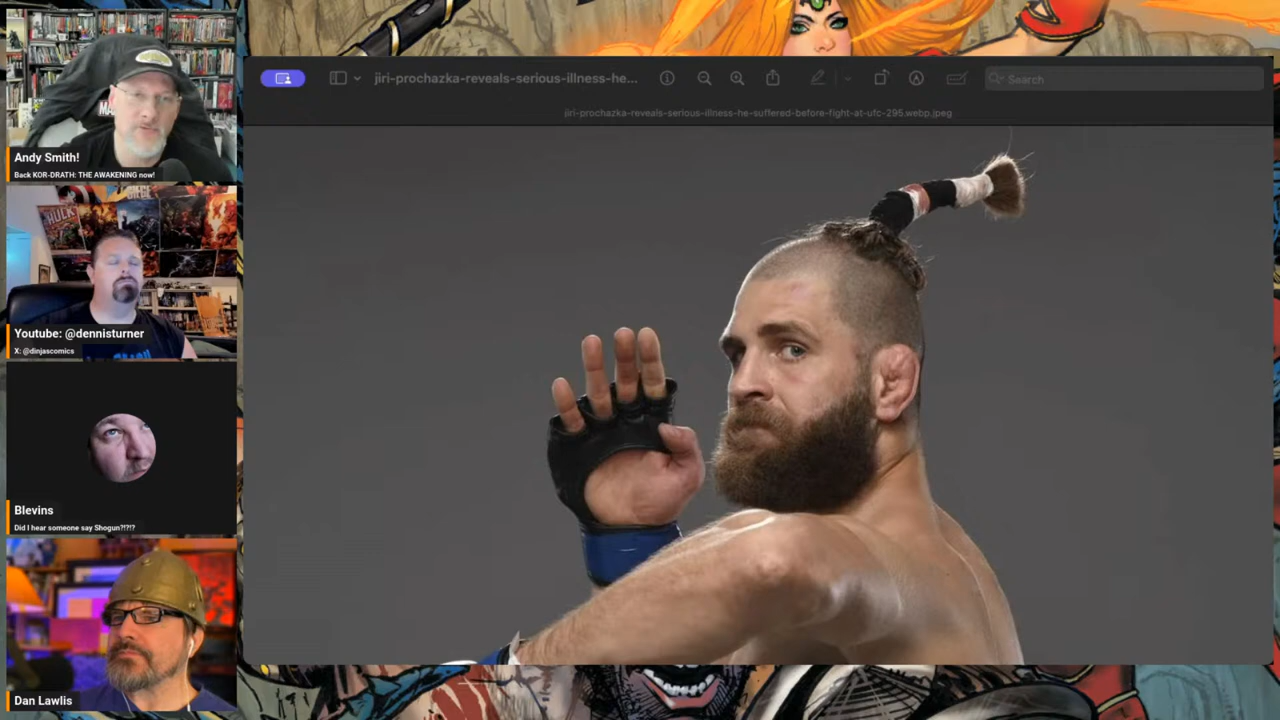 jiri-prochazka-reveals-serious-illness-he...
Search
jiri-prochazka-reveals-serious-illness-he-suffered-before-fight-at-ufc-295.webp.jpeg
Andy Smith!
Back KOR-DRATH: THE AWAKENING now!
HULK
Youtube: @dennisturner
X: @dinjascomics
Blevins
Did I hear someone say Shogun?!?!?
Dan Lawlis